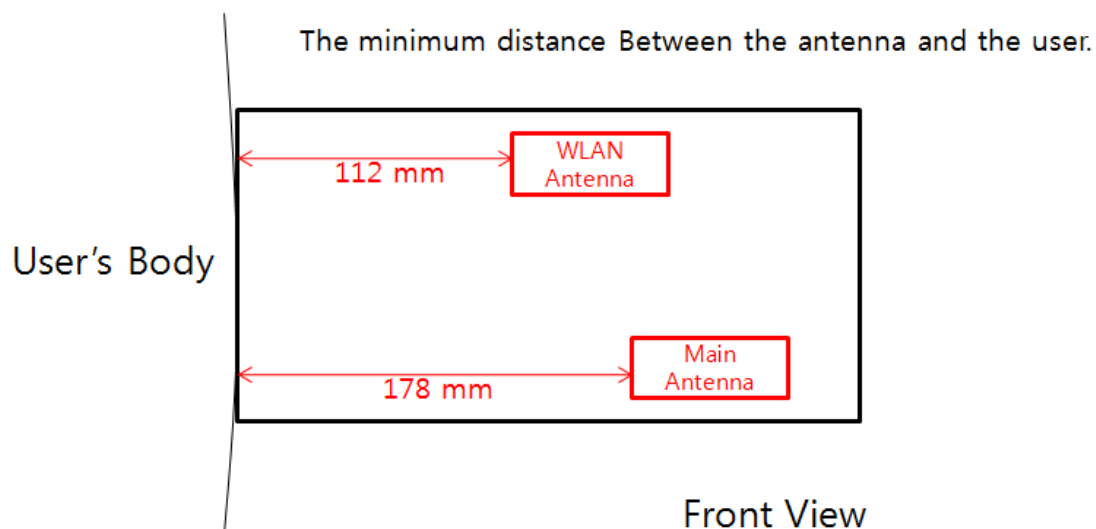 The minimum distance Between the antenna and the user.
WLAN
Antenna
112 mm
User's Body
Main
Antenna
178 mm
Front View